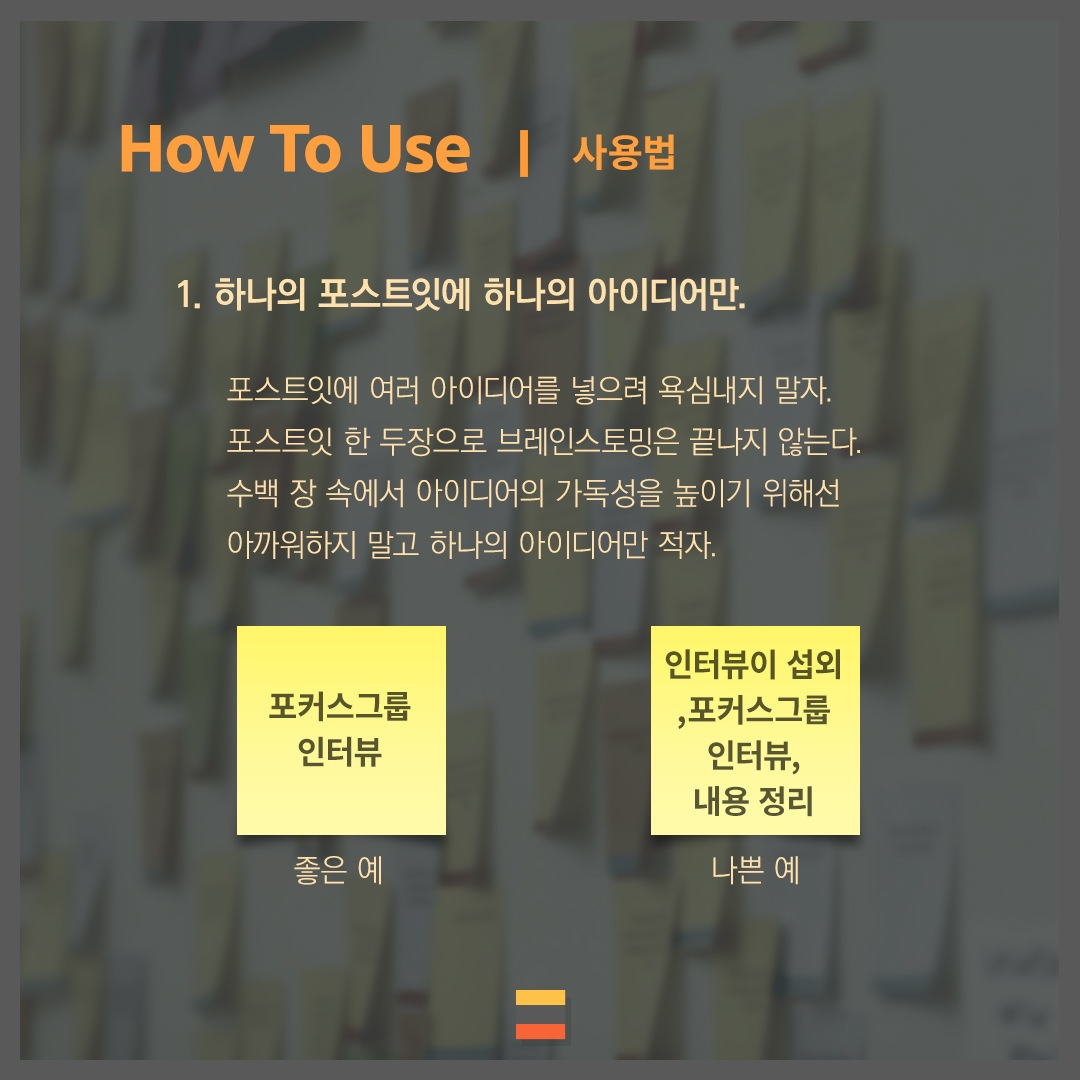 How To Use | 사용법
1. 하나의 포스트잇에 하나의 아이디어만.
포스트잇에 여러 아이디어를 넣으려 욕심내지 말자.
포스트잇 한 두장으로 브레인스토밍은 끝나지 않는다.
수백 장 속에서 아이디어의 가독성을 높이기 위해선
아까워하지 말고 하나의 아이디어만 적자.
포커스그룹
인터뷰
좋은 예
인터뷰이 섭외
,포커스그룹
인터뷰,
내용 정리
나쁜 예